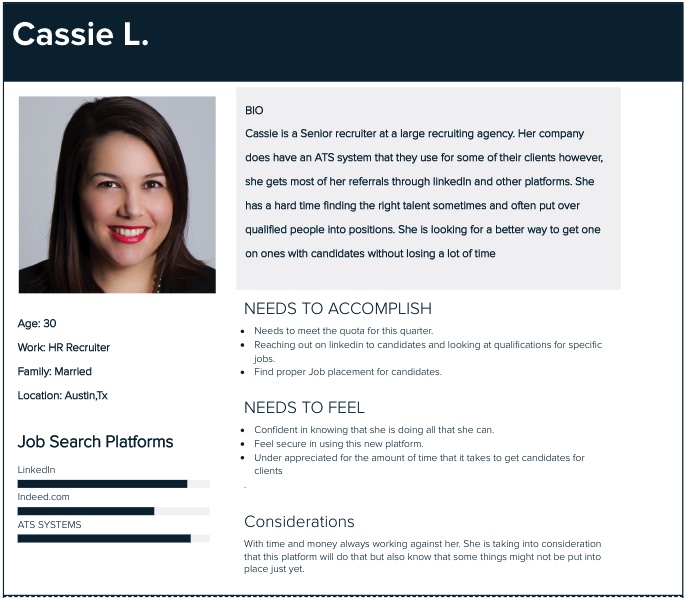 Cassie L.
BIO
Cassie is a Senior recruiter at a large recruiting agency. Her company
does have an ATS system that they use for some of their clients however,
she gets most of her referrals through linkedIn and other platforms. She
has a hard time finding the right talent sometimes and often put over
qualified people into positions. She is looking for a better way to get one
on ones with candidates without losing a lot of time
Age: 30
Work: HR Recruiter
Family: Married
Location: Austin,Tx
Job Search Platforms
LinkedIn
Indeed.com
ATS SYSTEMS
NEEDS TO ACCOMPLISH
• Needs to meet the quota for this quarter.
• Reaching out on linkedin to candidates and looking at qualifications for specific
jobs.
• Find proper Job placement for candidates.
NEEDS TO FEEL
• Confident in knowing that she is doing all that she can.
• Feel secure in using this new platform.
• Under appreciated for the amount of time that it takes to get candidates for
clients
.
Considerations
With time and money always working against her. She is taking into consideration
that this platform will do that but also know that some things might not be put into
place just yet.